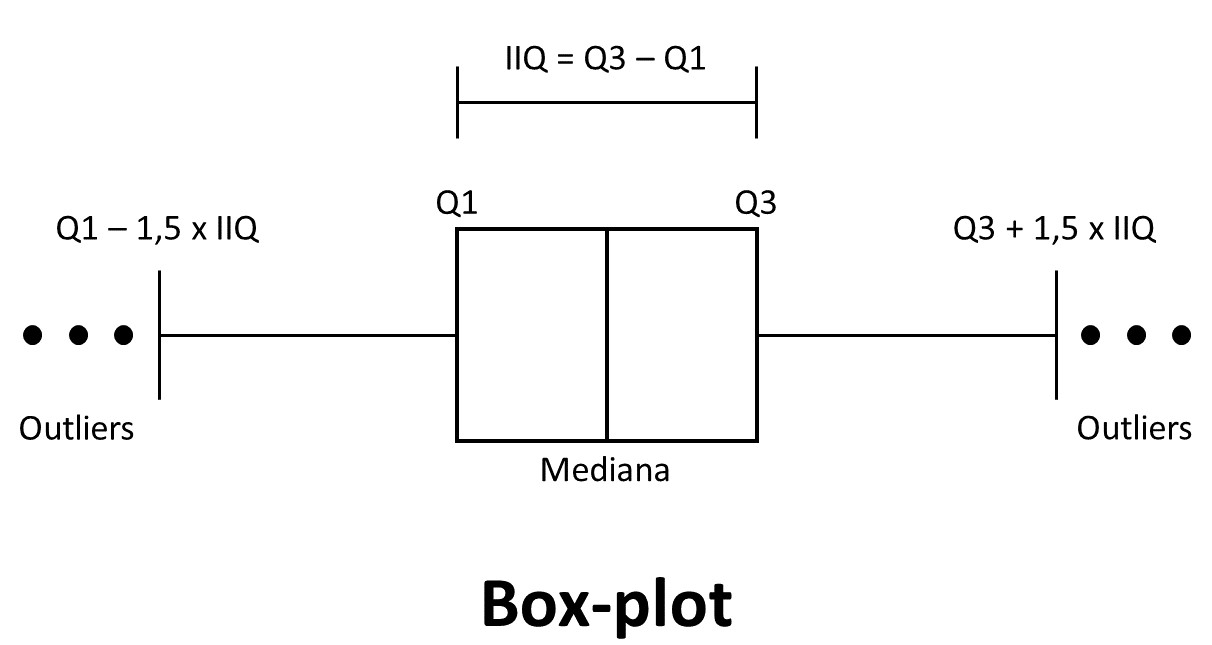 IIQ = Q3 – Q1
Q1
Q3
Q1 – 1,5 x IIQ
Q3 + 1,5 x IIQ
Outliers
Outliers
Mediana
Box-plot